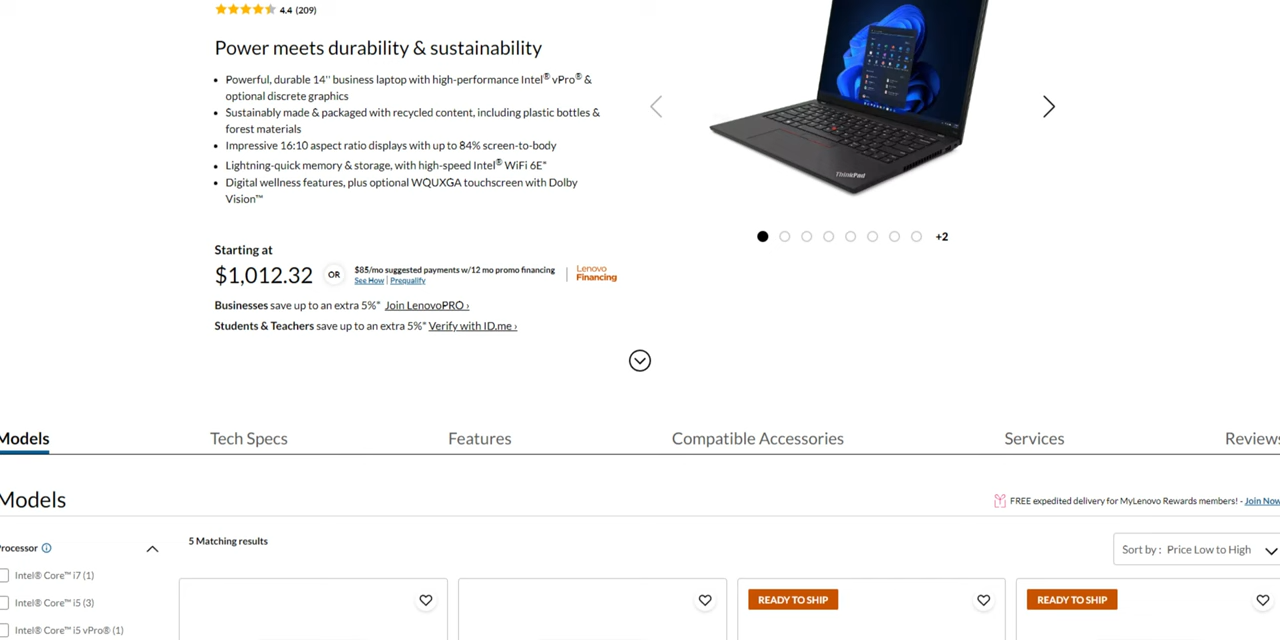 4.4 (209)
Power meets durability & sustainability
Powerful, durable 14'' business laptop with high-performance Intel® vPro® &
optional discrete graphics
Sustainably made & packaged with recycled content, including plastic bottles &
forest materials
Impressive 16:10 aspect ratio displays with up to 84% screen-to-body
Lightning-quick memory & storage, with high-speed Intel® WiFi 6E*
Digital wellness features, plus optional WQUXGA touchscreen with Dolby
Vision™
ThinkPad
+2
Starting at
$1,012.32 OR $85/mo suggested payments w/12 mo promo financing
See How | Prequalify
Lenovo
Financing
Businesses save up to an extra 5%* Join LenovoPRO ›
Students & Teachers save up to an extra 5%* Verify with ID.me ›
Models Tech Specs Features Compatible Accessories Services Reviews
Models
FREE expedited delivery for MyLenovo Rewards members! - Join Now
Processor
5 Matching results
Sort by : Price Low to High
Intel® Core™ i7 (1)
Intel® Core™ i5 (3)
Intel® Core™ i5 vPro® (1)
READY TO SHIP
READY TO SHIP